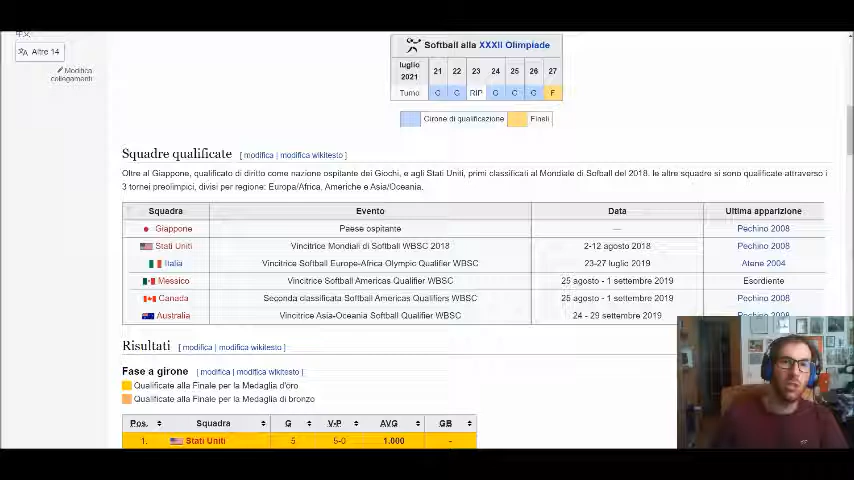 中文
Altre 14
Modifica
collegamenti
Softball alla XXXII Olimpiade
luglio
2021
21 22 23 24 25 26 27
Turno G G RIP G G G F
Girone di qualificazione Finali
Squadre qualificate [ modifica | modifica wikitesto ]
Oltre al Giappone, qualificato di diritto come nazione ospitante dei Giochi, e agli Stati Uniti, primi classificati al Mondiale di Sofball del 2018. le altre squadre si sono qualificate attraverso i
3 tornei preolimpici, divisi per regione: Europa/Africa, Americhe e Asia/Oceania.
Squadra Evento Data Ultima apparizione
Giappone Paese ospitante — Pechino 2008
Stati Uniti Vincitrice Mondiali di Softball WBSC 2018 2-12 agosto 2018 Pechino 2008
Italia Vincitrice Softball Europe-Africa Olympic Qualifier WBSC 23-27 luglio 2019 Atene 2004
Messico Vincitrice Softball Americas Qualifier WBSC 25 agosto - 1 settembre 2019 Esordiente
Canada Seconda classificata Softball Americas Qualifiers WBSC 25 agosto - 1 settembre 2019 Pechino 2008
Australia Vincitrice Asia-Oceania Softball Qualifier WBSC 24 - 29 settembre 2019 Pechino 2008
Risultati [ modifica | modifica wikitesto ]
Fase a girone [ modifica | modifica wikitesto ]
Qualificate alla Finale per la Medaglia d'oro
Qualificate alla Finale per la Medaglia di bronzo
Pos. Squadra G V-P AVG GB
1. Stati Uniti 5 5-0 1.000 -